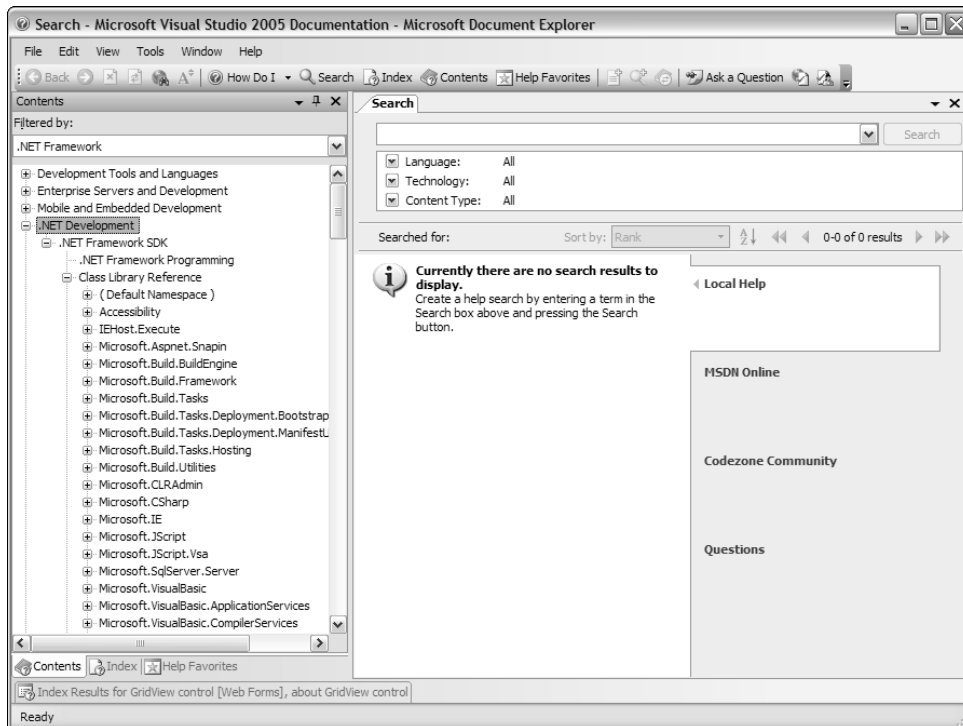 Search - Microsoft Visual Studio 2005 Documentation - Microsoft Document Explorer
File Edit View Tools Window Help
Back How Do I Search Index Contents Help Favorites Ask a Question
Contents
Filtered by:
.NET Framework
Development Tools and Languages
Enterprise Servers and Development
Mobile and Embedded Development
.NET Development
.NET Framework SDK
.NET Framework Programming
Class Library Reference
( Default Namespace )
Accessibility
IEHost.Execute
Microsoft.Aspnet.Snapin
Microsoft.Build.BuildEngine
Microsoft.Build.Framework
Microsoft.Build.Tasks
Microsoft.Build.Tasks.Deployment.Bootstrap
Microsoft.Build.Tasks.Deployment.ManifestU
Microsoft.Build.Tasks.Hosting
Microsoft.Build.Utilities
Microsoft.CLRAdmin
Microsoft.CSharp
Microsoft.IE
Microsoft.JScript
Microsoft.JScript.Vsa
Microsoft.SqlServer.Server
Microsoft.VisualBasic
Microsoft.VisualBasic.ApplicationServices
Microsoft.VisualBasic.CompilerServices
Contents Index Help Favorites
Search
Search
Language: All
Technology: All
Content Type: All
Searched for: Sort by: Rank 0-0 of 0 results
Currently there are no search results to
display.
Create a help search by entering a term in the
Search box above and pressing the Search
button.
Local Help
MSDN Online
Codezone Community
Questions
Index Results for GridView control [Web Forms], about GridView control
Ready